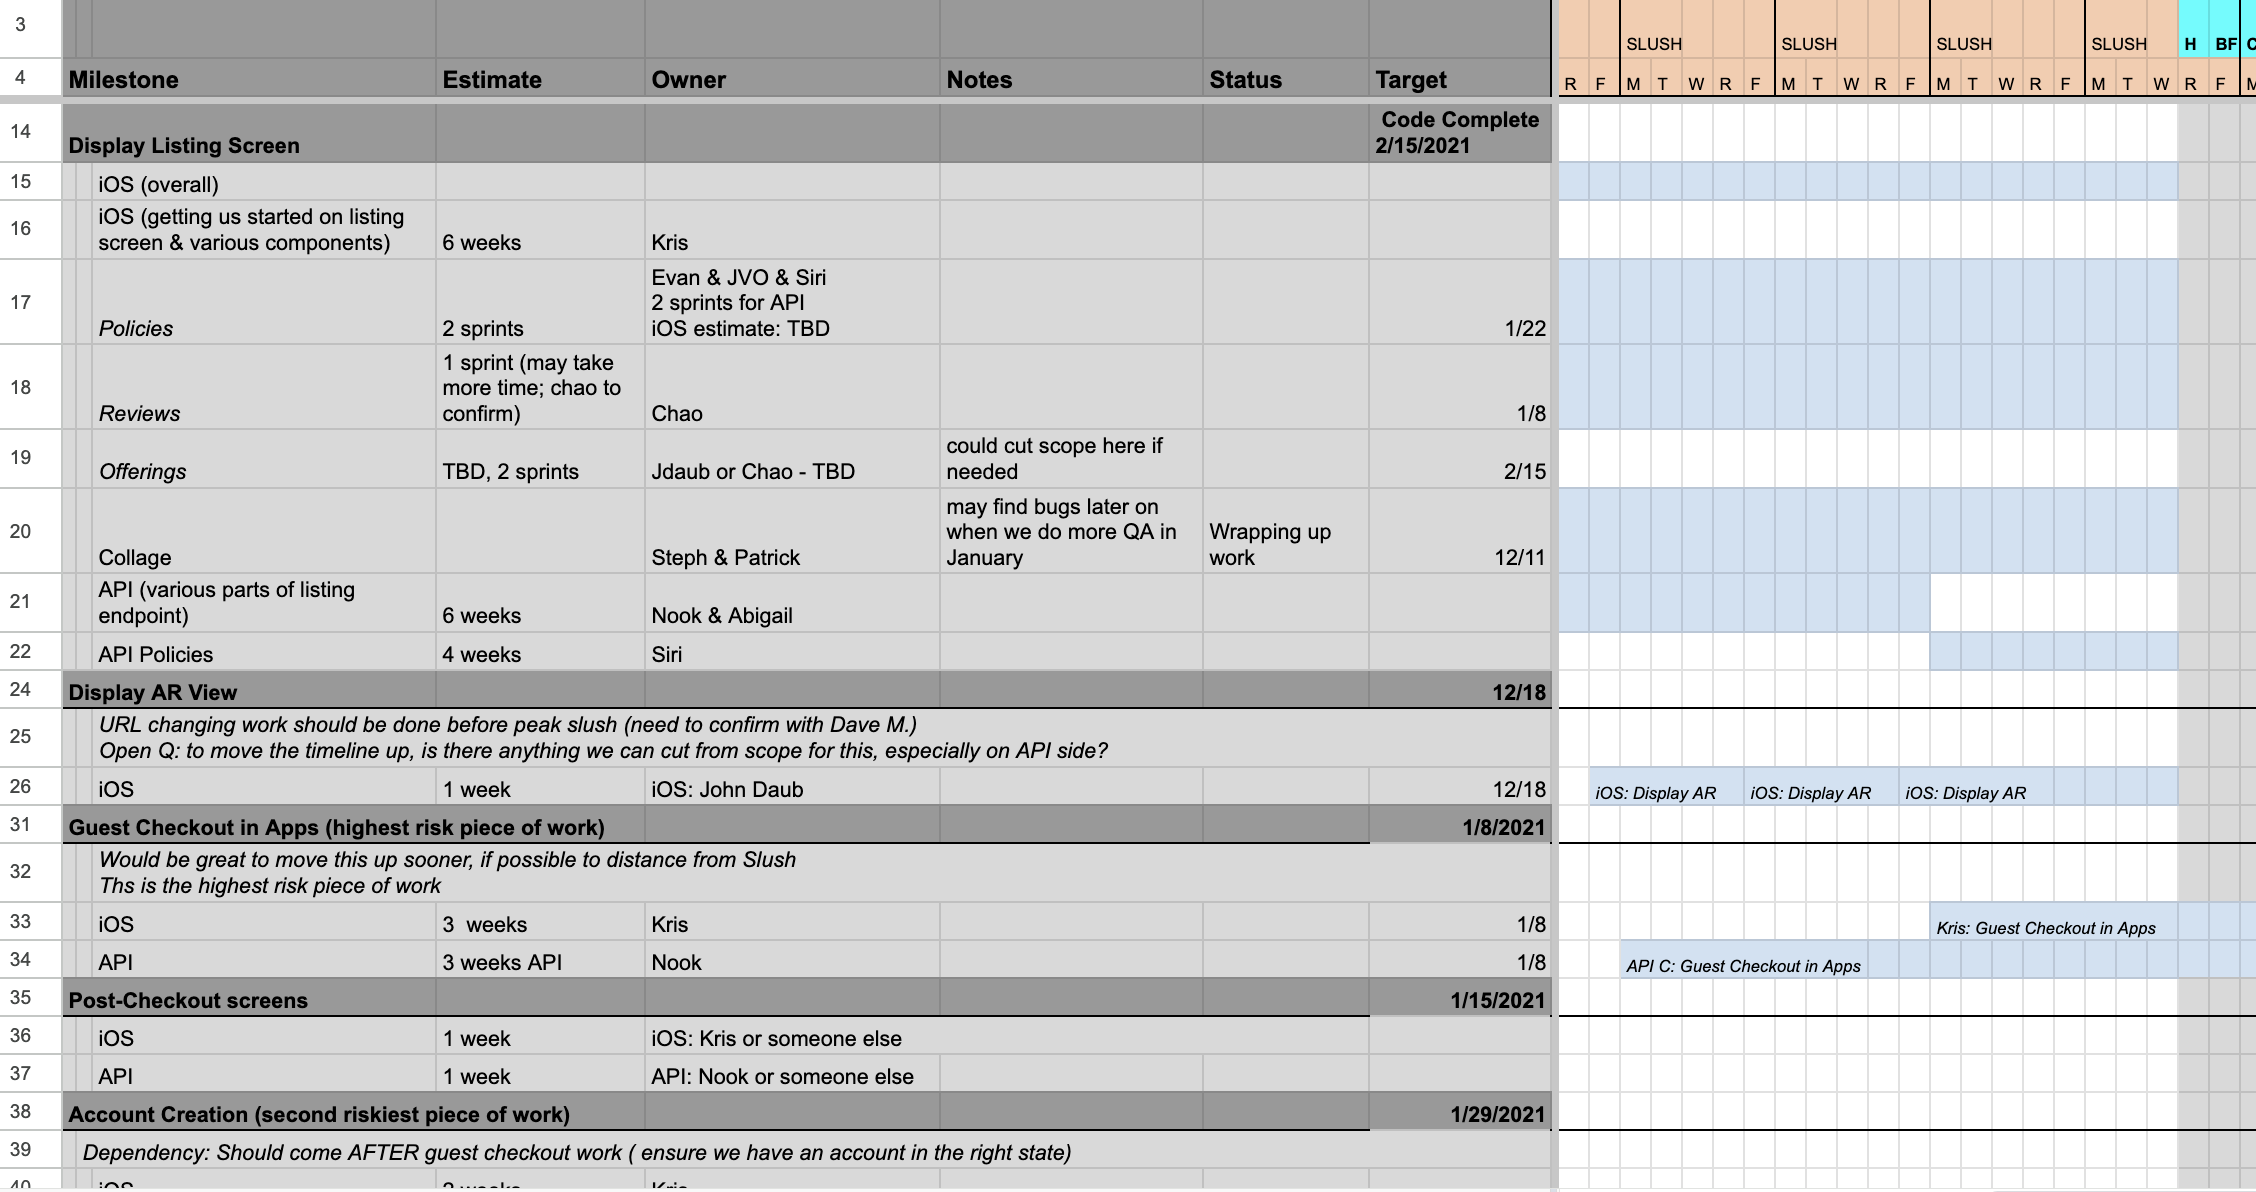 3 SLUSH SLUSH SLUSH SLUSH H BF C
4 Milestone Estimate Owner Notes Status Target R F M T W R F M T W R F M T W R F M T W R F M
14 Display Listing Screen Code Complete
2/15/2021
15 iOS (overall)
16 iOS (getting us started on listing
screen & various components) 6 weeks Kris
17 Policies 2 sprints Evan & JVO & Siri
2 sprints for API
iOS estimate: TBD 1/22
18 Reviews 1 sprint (may take
more time; chao to
confirm) Chao 1/8
19 Offerings TBD, 2 sprints Jdaub or Chao - TBD could cut scope here if
needed 2/15
20 Collage Steph & Patrick may find bugs later on
when we do more QA in
January Wrapping up
work 12/11
21 API (various parts of listing
endpoint) 6 weeks Nook & Abigail
22 API Policies 4 weeks Siri
24 Display AR View 12/18
25 URL changing work should be done before peak slush (need to confirm with Dave M.)
Open Q: to move the timeline up, is there anything we can cut from scope for this, especially on API side?
26 iOS 1 week iOS: John Daub 12/18 iOS: Display AR iOS: Display AR iOS: Display AR
31 Guest Checkout in Apps (highest risk piece of work) 1/8/2021
32 Would be great to move this up sooner, if possible to distance from Slush
Ths is the highest risk piece of work
33 iOS 3 weeks Kris 1/8 Kris: Guest Checkout in Apps
34 API 3 weeks API Nook 1/8 API C: Guest Checkout in Apps
35 Post-Checkout screens 1/15/2021
36 iOS 1 week iOS: Kris or someone else
37 API 1 week API: Nook or someone else
38 Account Creation (second riskiest piece of work) 1/29/2021
39 Dependency: Should come AFTER guest checkout work ( ensure we have an account in the right state)
40 iOS weeks Kris